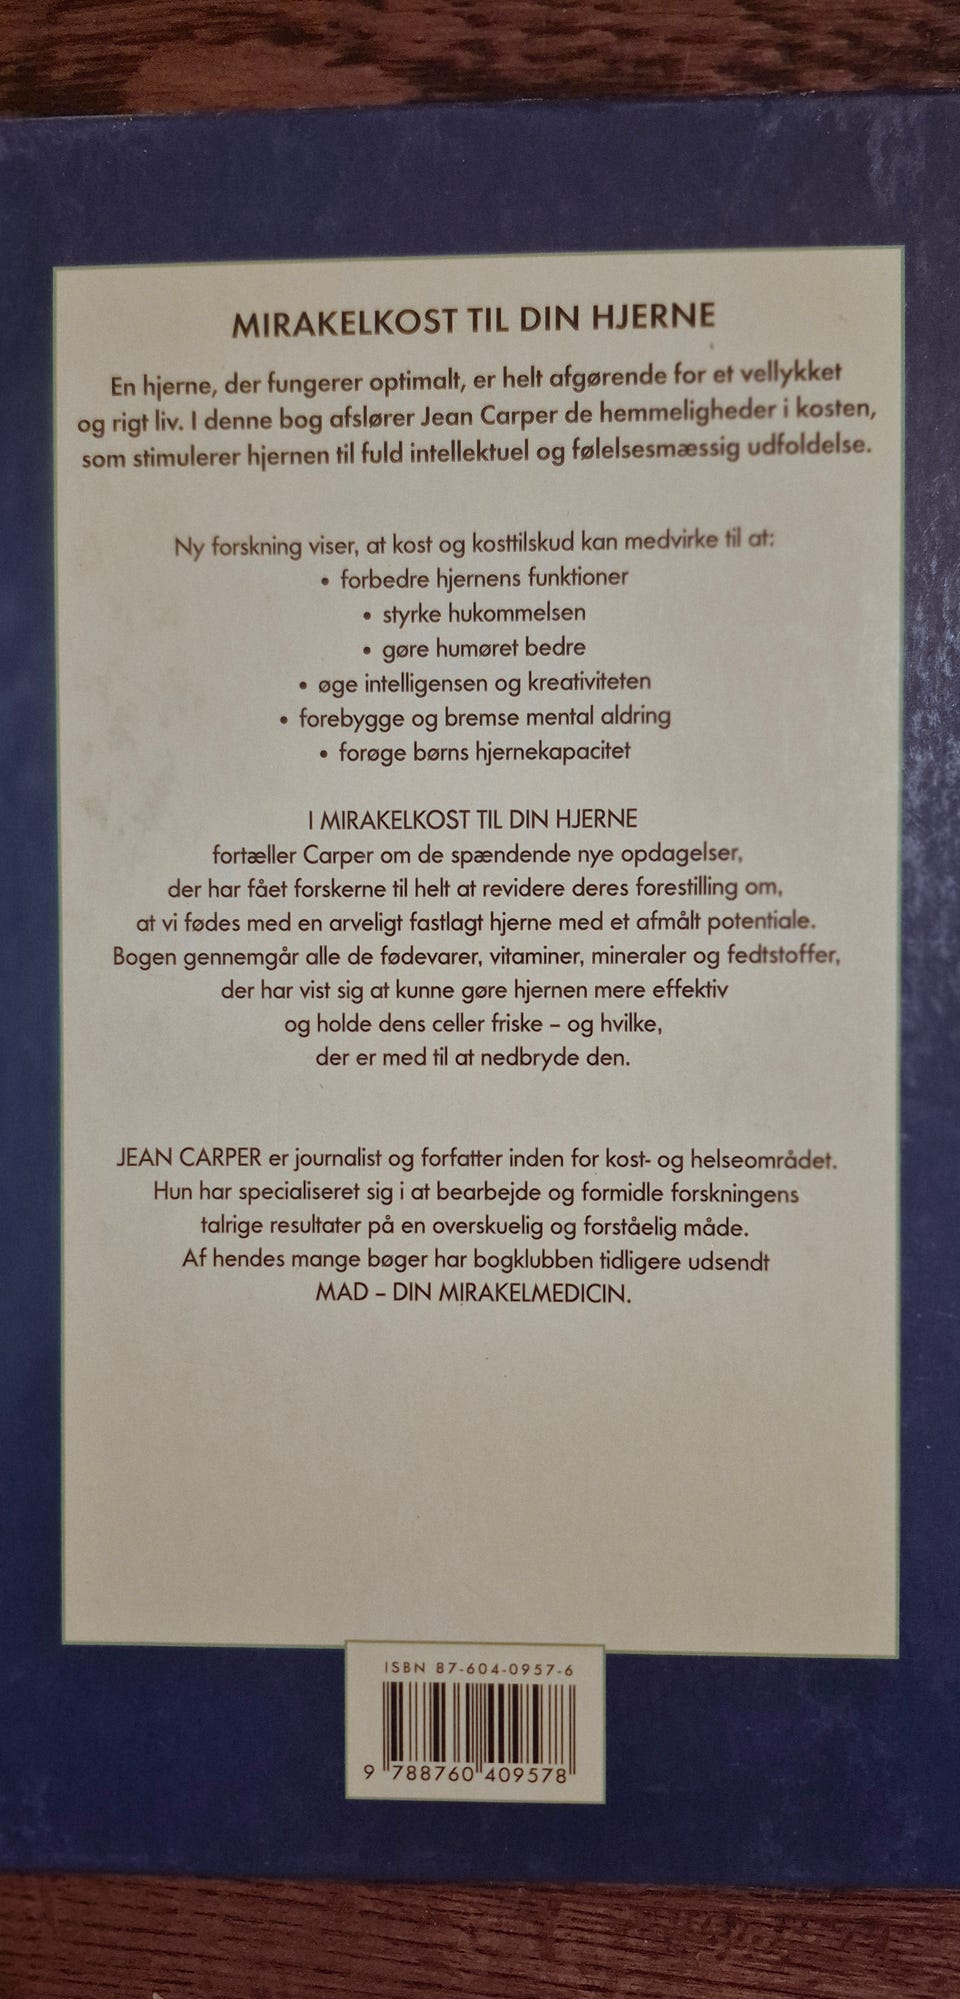 MIRAKELKOST TIL DIN HJERNE
En hjerne, der fungerer optimalt, er helt afgørende for et vellykket
og rigt liv. I denne bog afslører Jean Carper de hemmeligheder i kosten,
som stimulerer hjernen til fuld intellektuel og følelsesmæssig udfoldelse.
Ny forskning viser, at kost og kosttilskud kan medvirke til at:
• forbedre hjernens funktioner
• styrke hukommelsen
• gøre humøret bedre
• øge intelligensen og kreativiteten
• forebygge og bremse mental aldring
• forøge børns hjernekapacitet
I MIRAKELKOST TIL DIN HJERNE
fortæller Carper om de spændende nye opdagelser,
der har fået forskerne til helt at revidere deres forestilling om,
at vi fødes med en arveligt fastlagt hjerne med et afmålt potentiale.
Bogen gennemgår alle de fødevarer, vitaminer, mineraler og fedtstoffer,
der har vist sig at kunne gøre hjernen mere effektiv
og holde dens celler friske – og hvilke,
der er med til at nedbryde den.
JEAN CARPER er journalist og forfatter inden for kost- og helseområdet.
Hun har specialiseret sig i at bearbejde og formidle forskningens
talrige resultater på en overskuelig og forståelig måde.
Af hendes mange bøger har bogklubben tidligere udsendt
MAD – DIN MIRAKELMEDICIN.
ISBN 87-604-0957-6
9 788760 409578